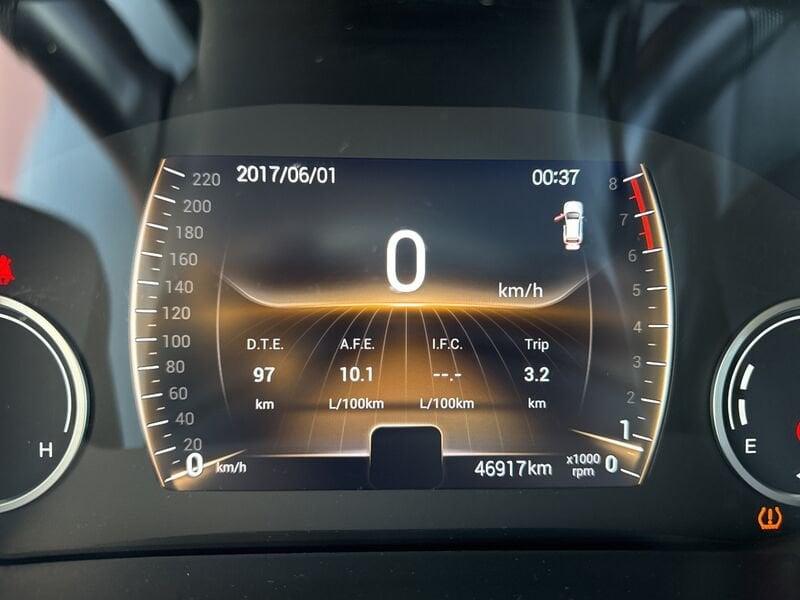 2017/06/01 00:37
220
200
180
160
140
120
100
80
60
40
20
0 km/h
8
7
6
5
4
3
2
1
x1000
rpm 0
0
km/h
D.T.E. A.F.E. I.F.C. Trip
97 10.1 --.- 3.2
km L/100km L/100km km
46917km
H
E